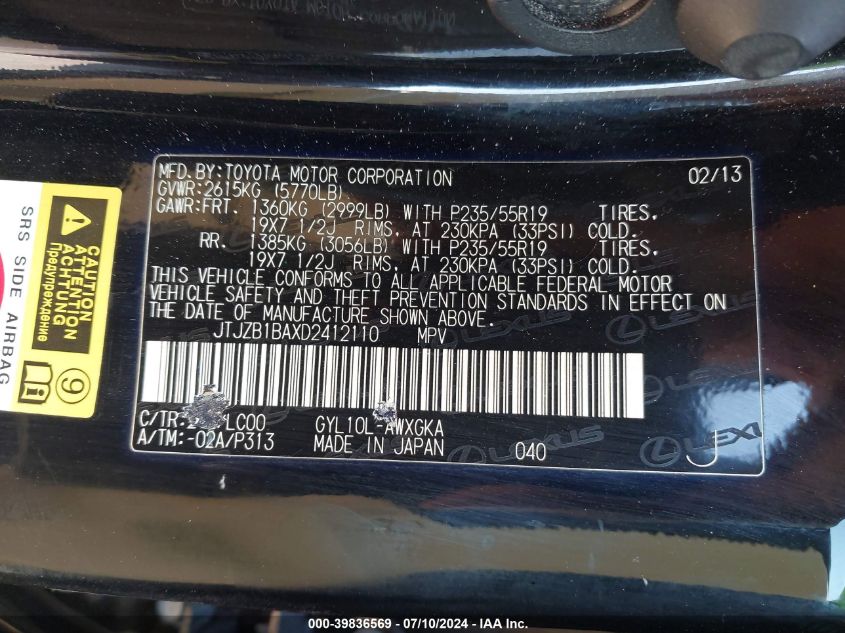 MFD.BY:TOYOTA MOTOR CORPORATION 02/13
GVWR:2615KG (5770LB)
GAWR:FRT. 1360KG (2999LB) WITH P235/55R19 TIRES,
19X7 1/2J RIMS, AT 230KPA (33PSI) COLD.
RR. 1385KG (3056LB) WITH P235/55R19 TIRES,
19X7 1/2J RIMS, AT 230KPA (33PSI) COLD.
THIS VEHICLE CONFORMS TO ALL APPLICABLE FEDERAL MOTOR
VEHICLE SAFETY AND THEFT PREVENTION STANDARDS IN EFFECT ON
THE DATE OF MANUFACTURE SHOWN ABOVE.
JTJZB1BAXD2412110 MPV
C/TR: LC00 GYL10L-AWXGKA
A/TM:-02A/P313 MADE IN JAPAN 040 J
LEXUS
LEXUS
SRS SIDE AIRBAG
CAUTION
ATTENTION
ACHTUNG
Предупреждение
9
000-39836569 - 07/10/2024 - IAA Inc.